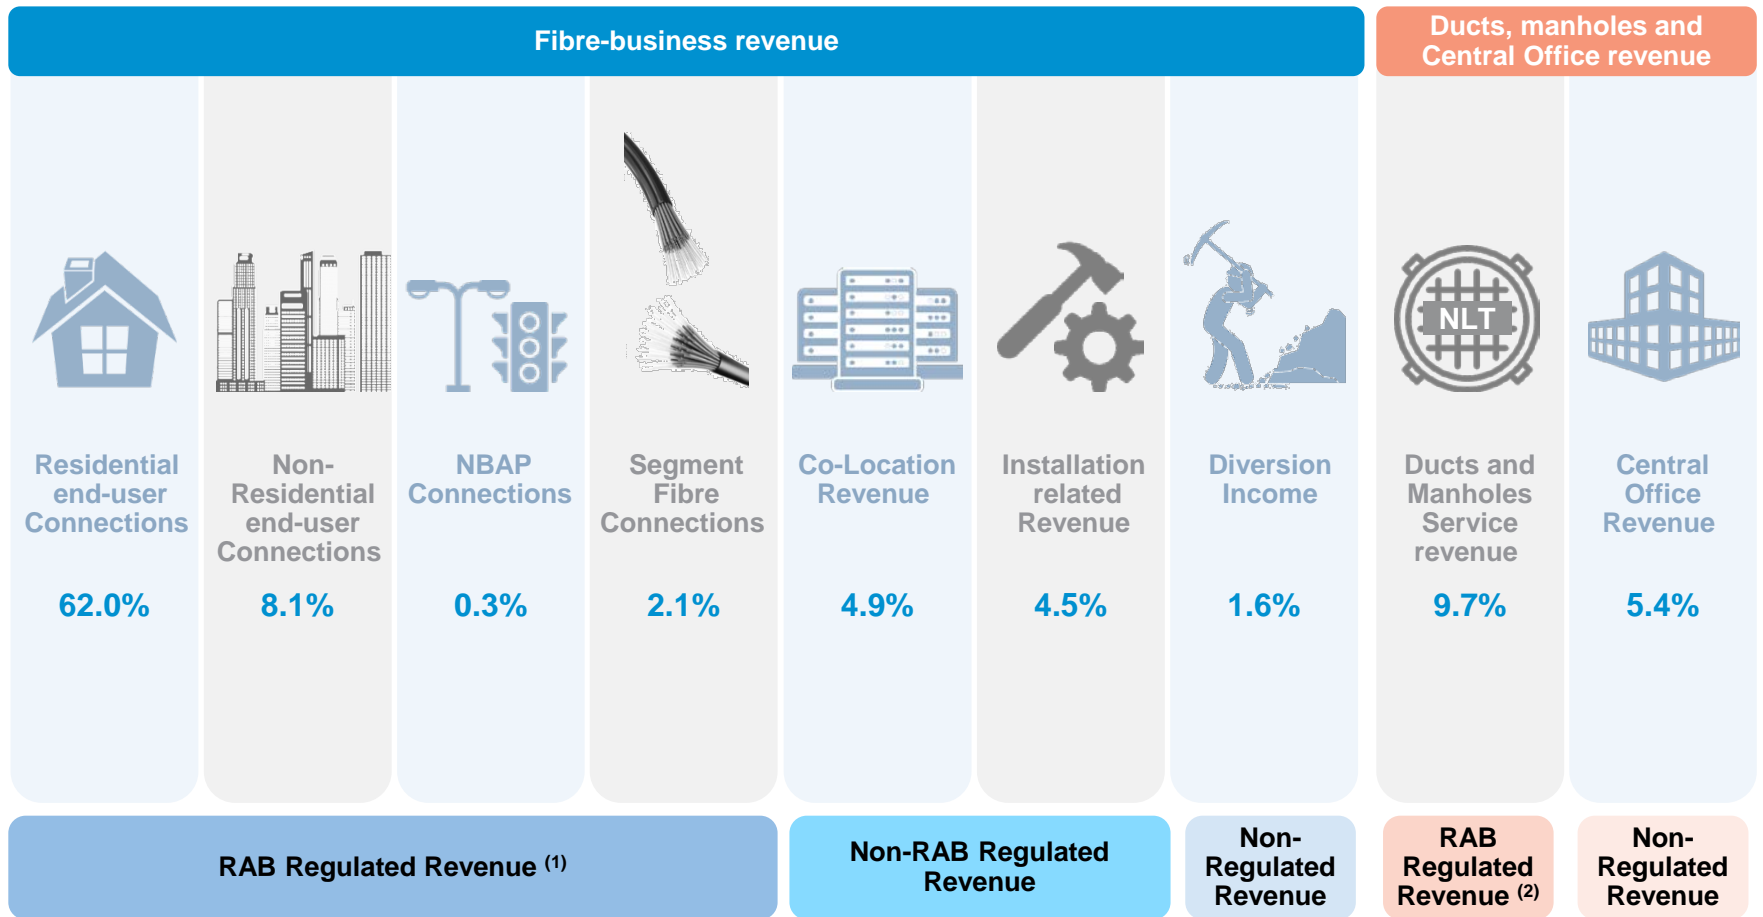 Fibre-business revenue
Ducts, manholes and
Central Office revenue
NLT
Residential
end-user
Connections
62.0%
Non-
Residential
end-user
Connections
8.1%
NBAP
Connections
0.3%
Segment
Fibre
Connections
2.1%
Co-Location
Revenue
4.9%
Installation
related
Revenue
4.5%
Diversion
Income
1.6%
Ducts and
Manholes
Service
revenue
9.7%
Central
Office
Revenue
5.4%
RAB Regulated Revenue (1)
Non-RAB Regulated
Revenue
Non-
Regulated
Revenue
RAB
Regulated
Revenue (2)
Non-
Regulated
Revenue